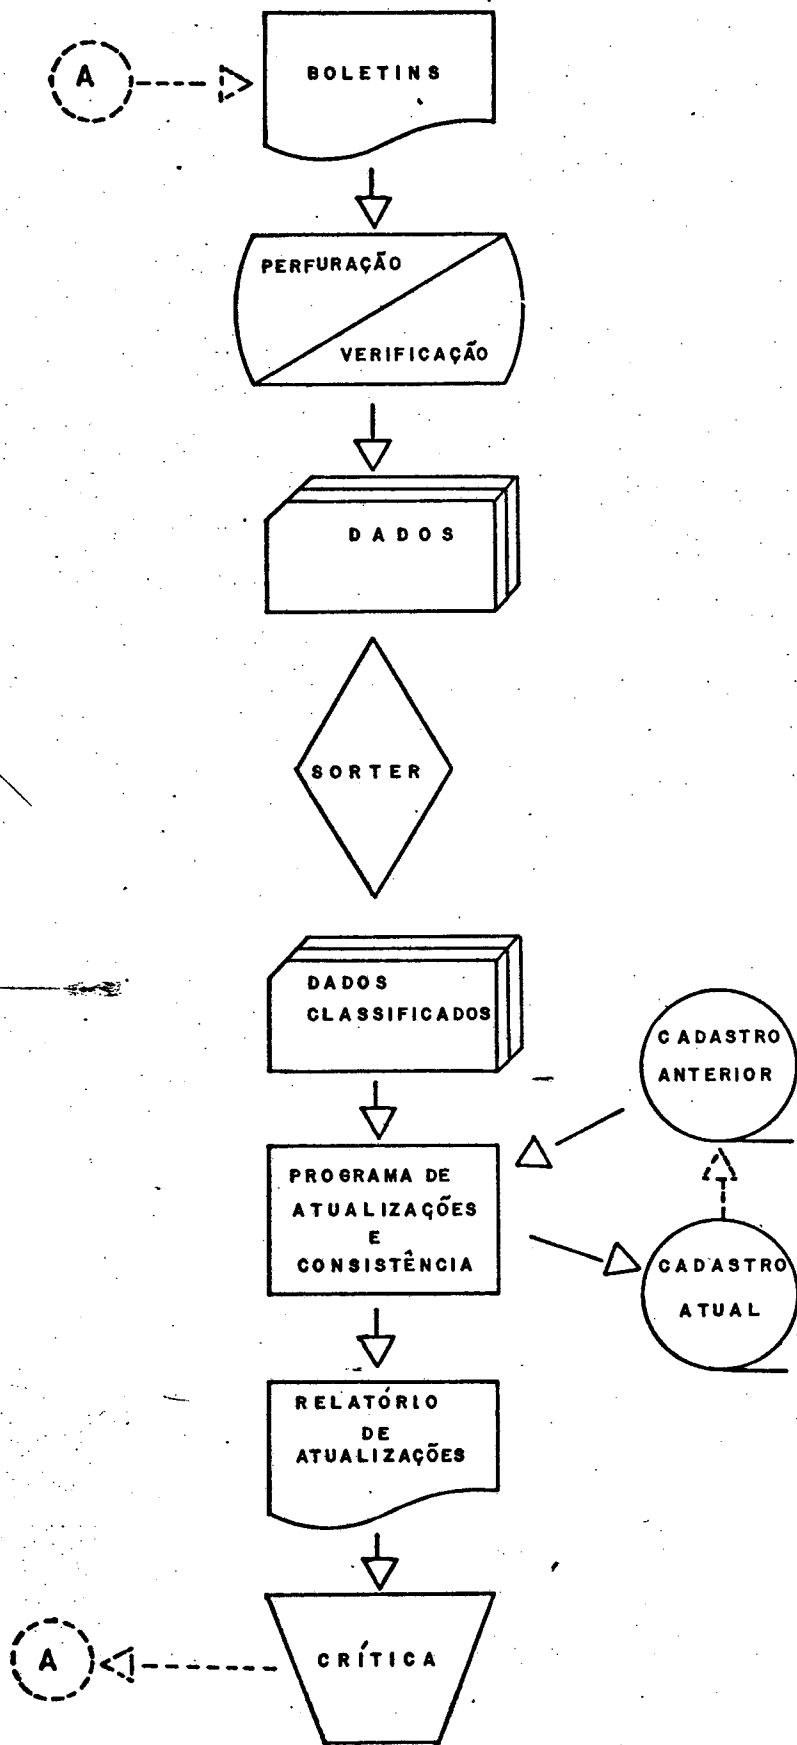 A
BOLETINS
PERFURAÇÃO
VERIFICAÇÃO
DADOS
SORTER
DADOS
CLASSIFICADOS
CADASTRO
ANTERIOR
PROGRAMA DE
ATUALIZAÇÕES
E
CONSISTÊNCIA
CADASTRO
ATUAL
RELATÓRIO
DE
ATUALIZAÇÕES
CRÍTICA
A